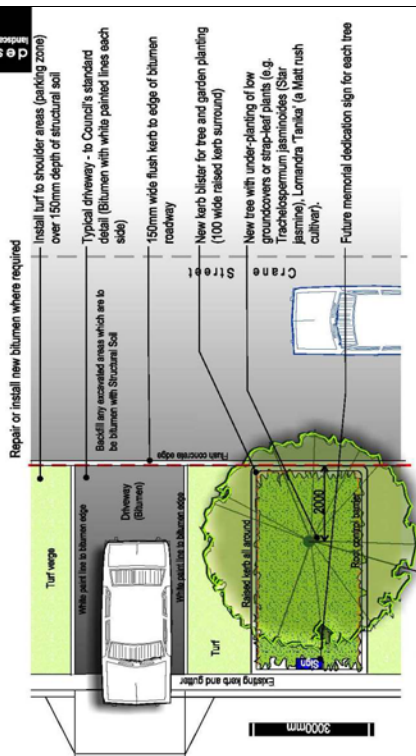 des
landscape
Repair or install new bitumen where required
Install turf to shoulder areas (parking zone)
over 150mm depth of structural soil
Typical driveway - to Council's standard
detail (Bitumen with white painted lines each
side)
150mm wide flush kerb to edge of bitumen
roadway
New kerb blister for tree and garden planting
(100 wide raised kerb surround)
New tree with under-planting of low
groundcovers or strap-leaf plants (e.g.
Trachelospermum jasminoides (Star
jasmine), Lomandra 'Tanika' (a Matt rush
cultivar).
Future memorial dedication sign for each tree
Crane
Street
Backfill any excavated areas which are to
be bitumen with Structural Soil
Flush concrete edge
Turf verge
White paint line to bitumen edge
Driveway
(Bitumen)
White paint line to bitumen edge
Turf
Raised kerb all around
2000
Root control barrier
Sign
Existing kerb and gutter
3000mm